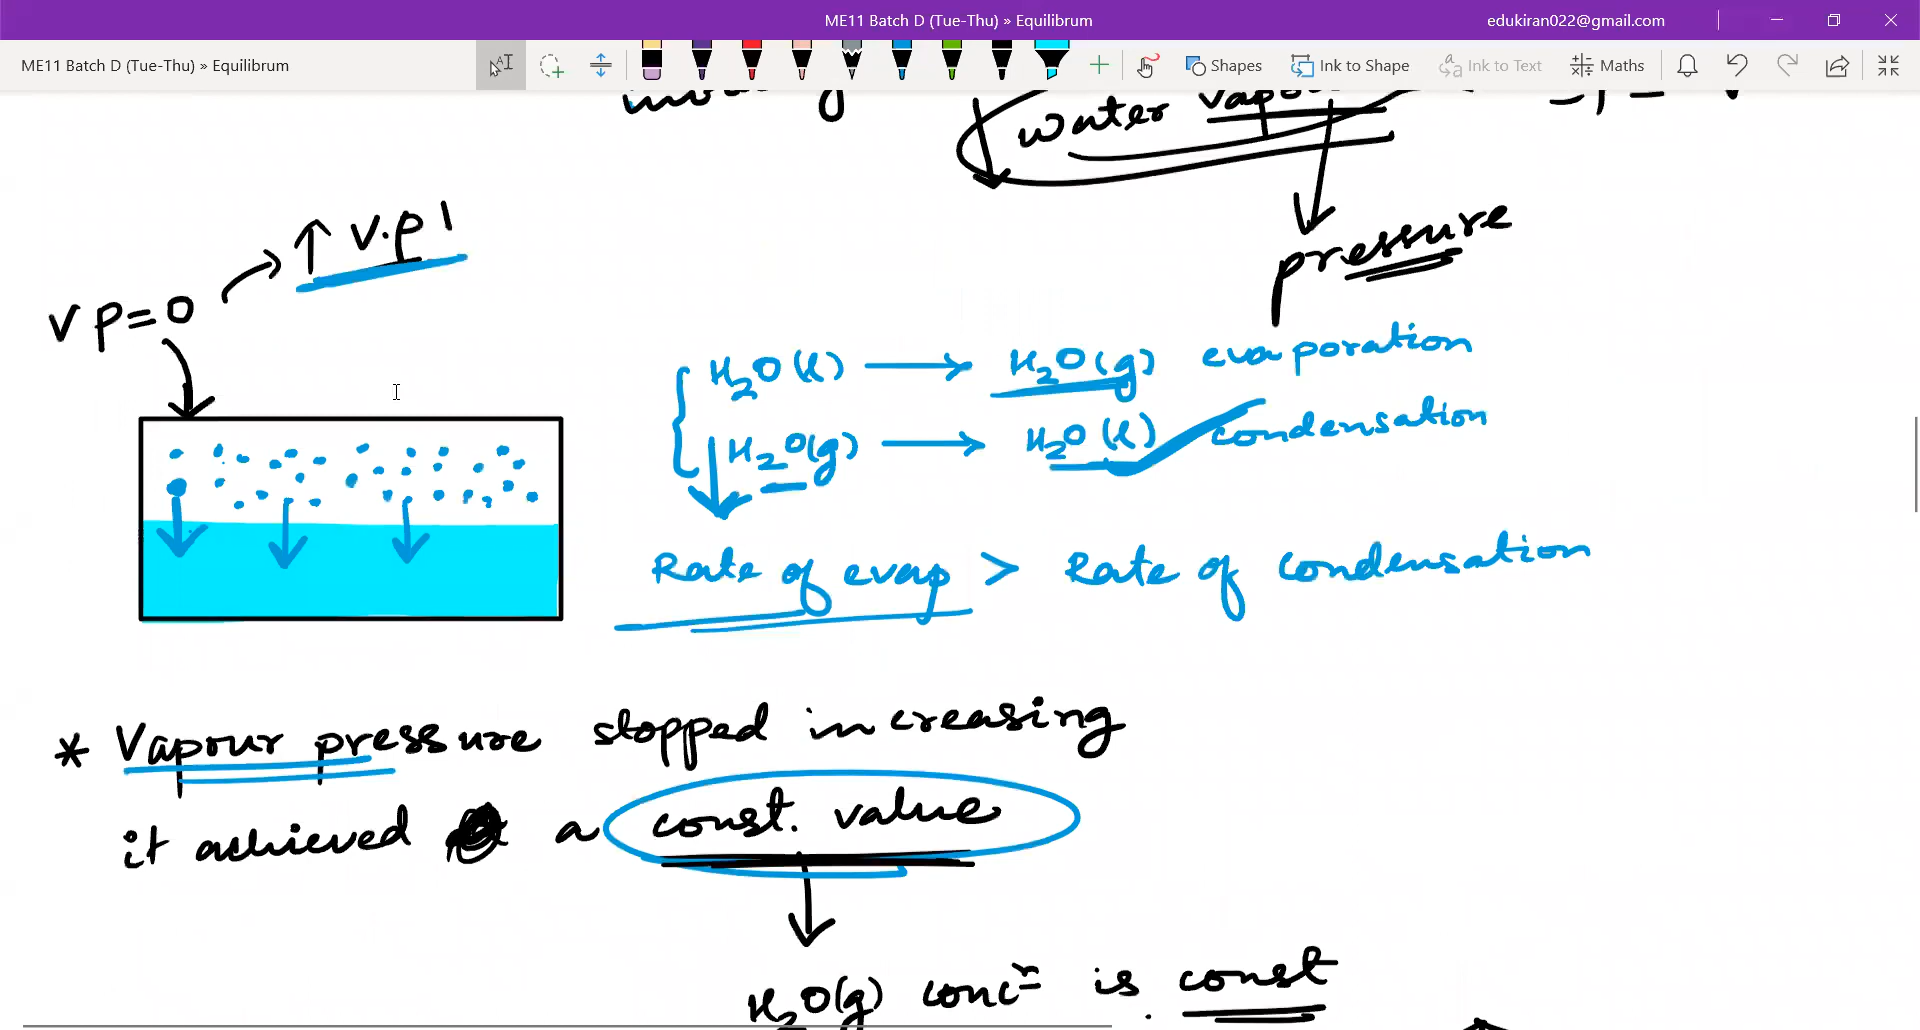 ME11 Batch D (Tue-Thu) » Equilibrum
edukiran022@gmail.com
ME11 Batch D (Tue-Thu) » Equilibrum
Shapes
Ink to Shape
Ink to Text
Maths
water vapour
pressure
↑ v.p
vp=0
H2O(l) → H2O(g) evaporation
H2O(g) → H2O(l) condensation
Rate of evap > Rate of condensation
* Vapour pressure stopped increasing
it achieved a const. value
H2O(g) concn is const